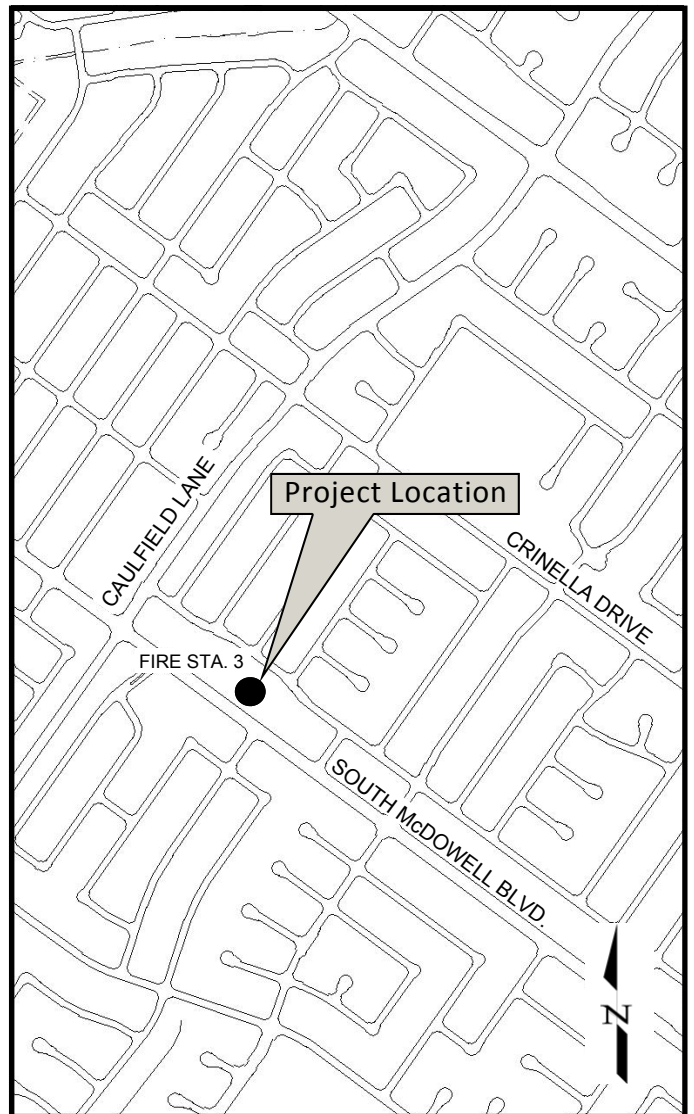 CAULFIELD LANE
Project Location
CRINELLA DRIVE
FIRE STA. 3
SOUTH McDOWELL BLVD.
N